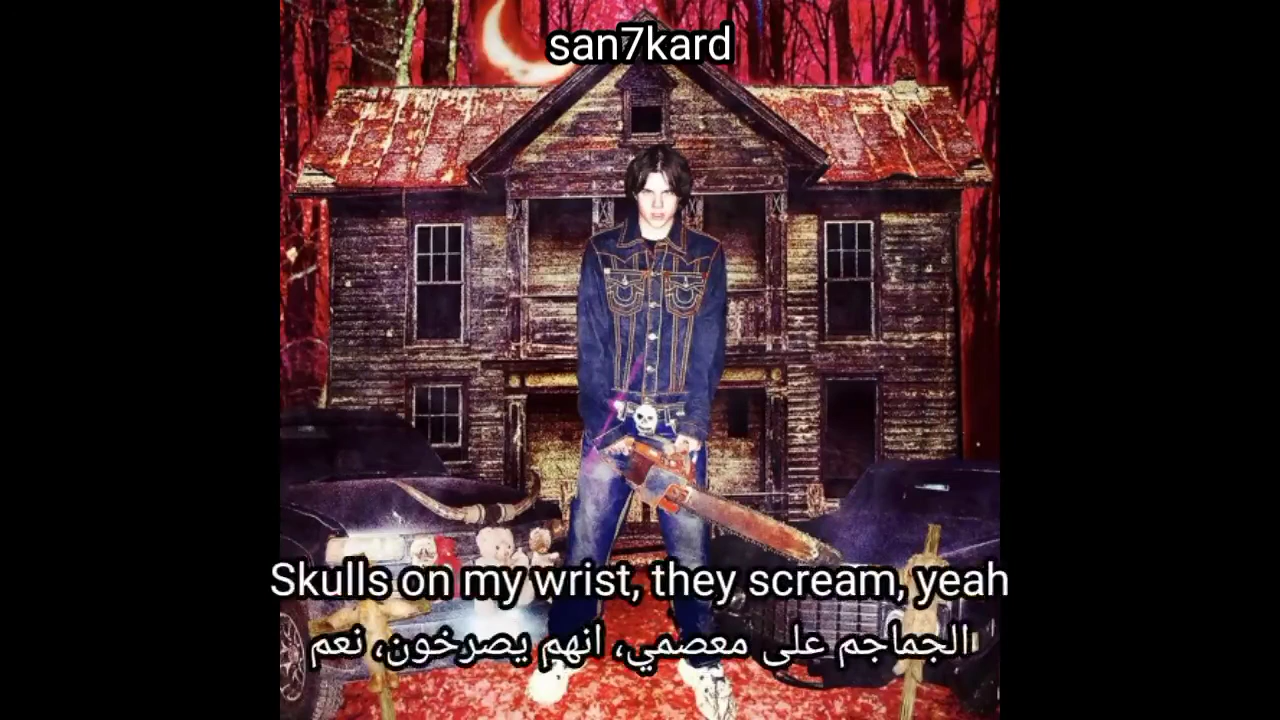 san7kard
Skulls on my wrist, they scream, yeah
الجماجم على معصمي، انهم يصرخون، نعم